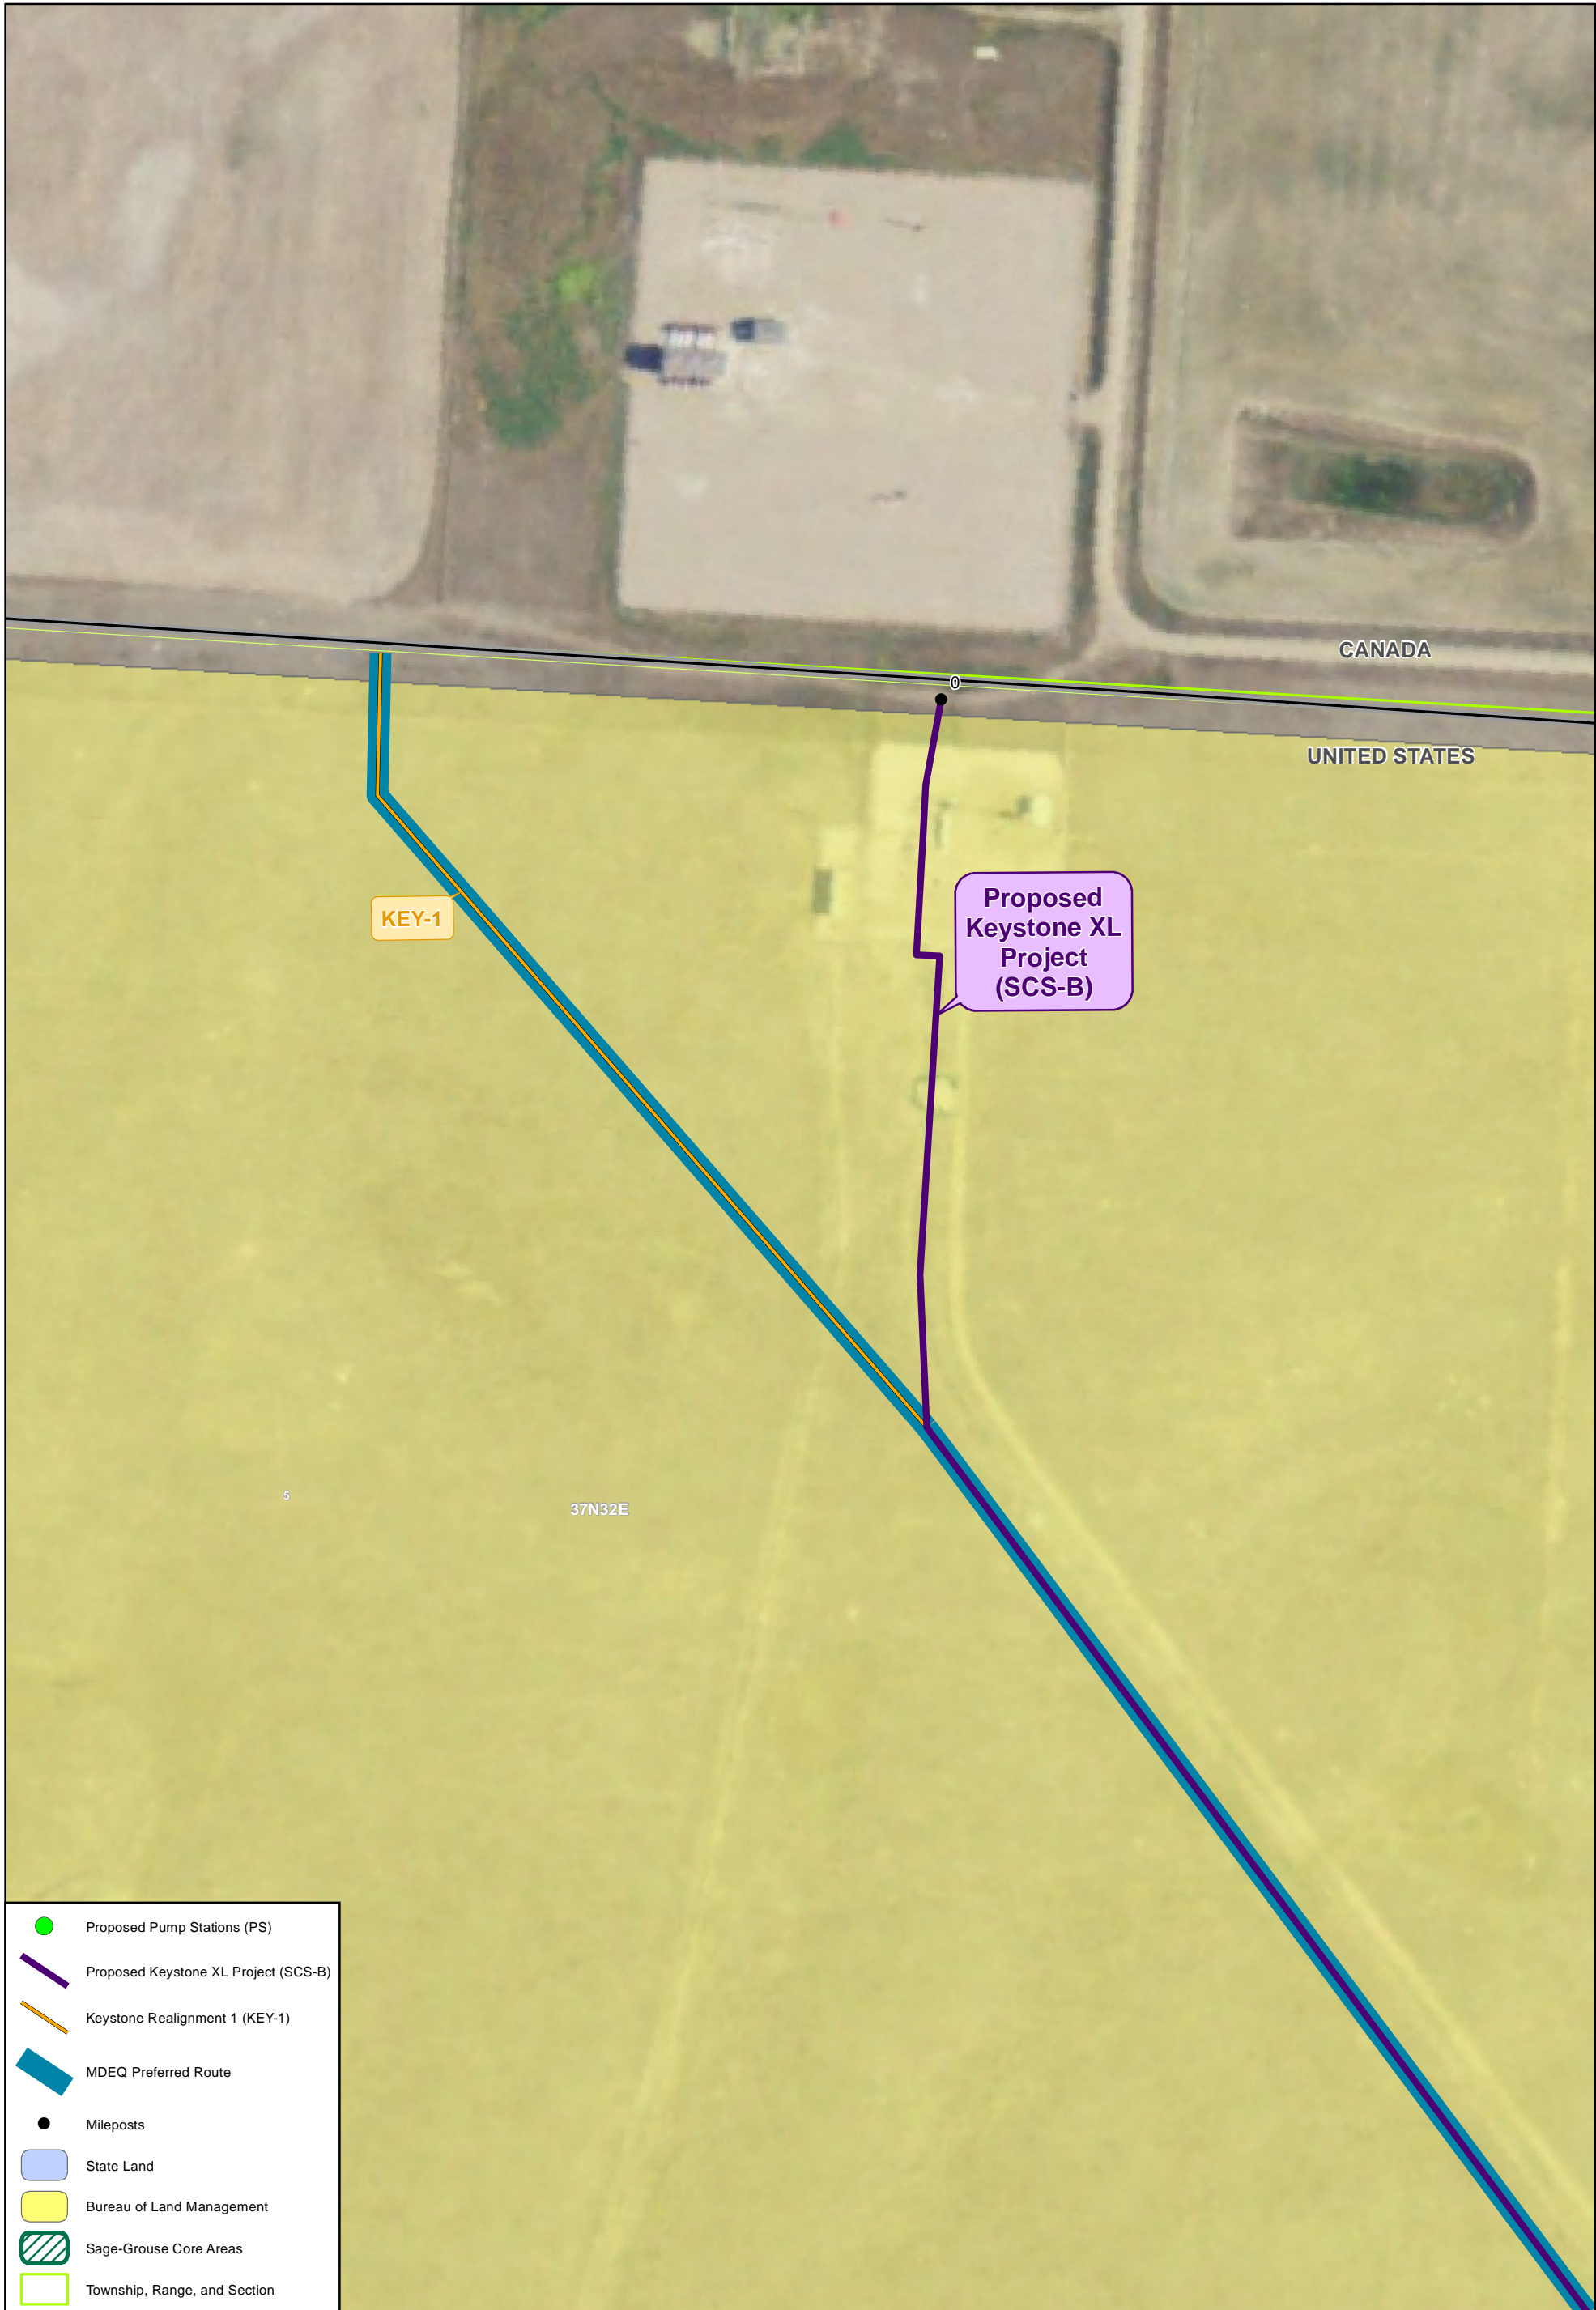 CANADA
0
UNITED STATES
Proposed
Keystone XL
Project
(SCS-B)
KEY-1
5
37N32E
Proposed Pump Stations (PS)
Proposed Keystone XL Project (SCS-B)
Keystone Realignment 1 (KEY-1)
MDEQ Preferred Route
Mileposts
State Land
Bureau of Land Management
Sage-Grouse Core Areas
Township, Range, and Section